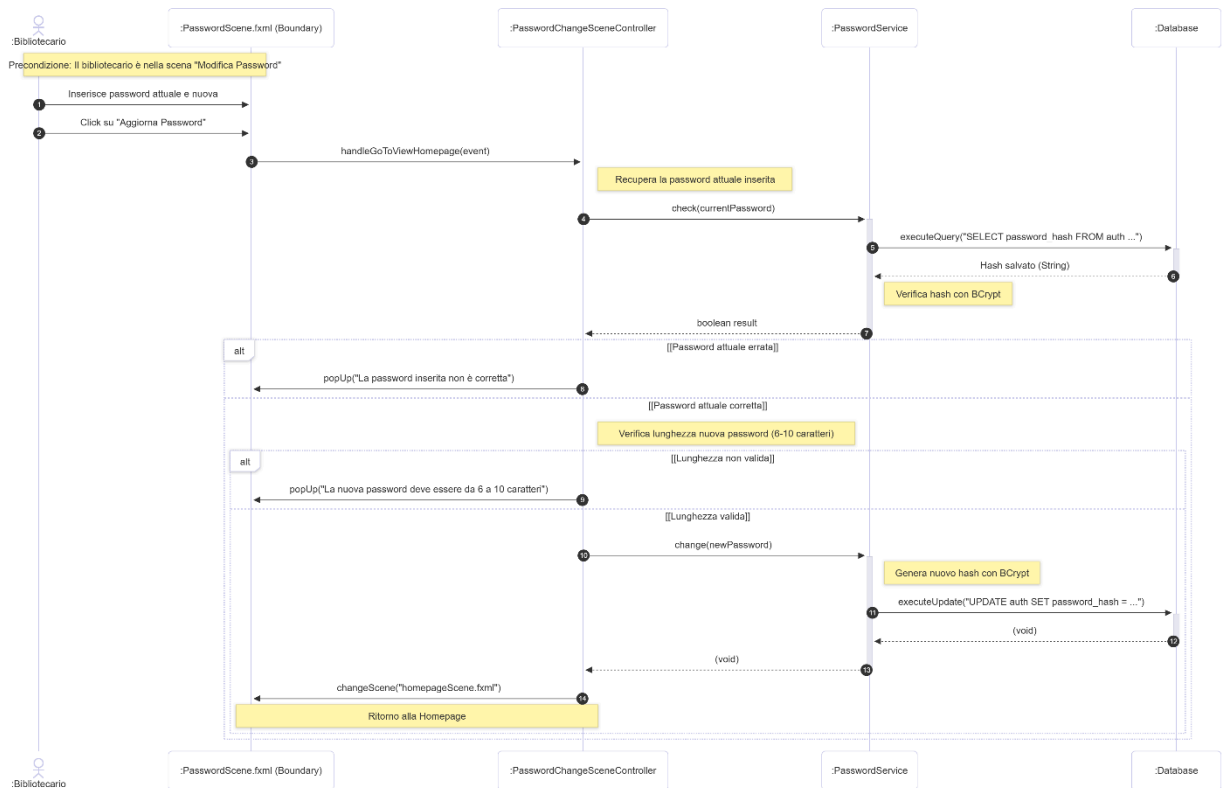 :Bibliotecario
:PasswordScene.fxml (Boundary)
:PasswordChangeSceneController
:PasswordService
:Database
Precondizione: Il bibliotecario è nella scena "Modifica Password"
1
Inserisce password attuale e nuova
2
Click su "Aggiorna Password"
3
handleGoToViewHomepage(event)
Recupera la password attuale inserita
4
check(currentPassword)
5
executeQuery("SELECT password_hash FROM auth ...")
Hash salvato (String)
6
Verifica hash con BCrypt
boolean result
7
alt
[[Password attuale errata]]
popUp("La password inserita non è corretta")
8
[[Password attuale corretta]]
Verifica lunghezza nuova password (6-10 caratteri)
alt
[[Lunghezza non valida]]
popUp("La nuova password deve essere da 6 a 10 caratteri")
9
[[Lunghezza valida]]
10
change(newPassword)
Genera nuovo hash con BCrypt
11
executeUpdate("UPDATE auth SET password_hash = ...")
(void)
12
(void)
13
changeScene("homepageScene.fxml")
14
Ritorno alla Homepage
:Bibliotecario
:PasswordScene.fxml (Boundary)
:PasswordChangeSceneController
:PasswordService
:Database